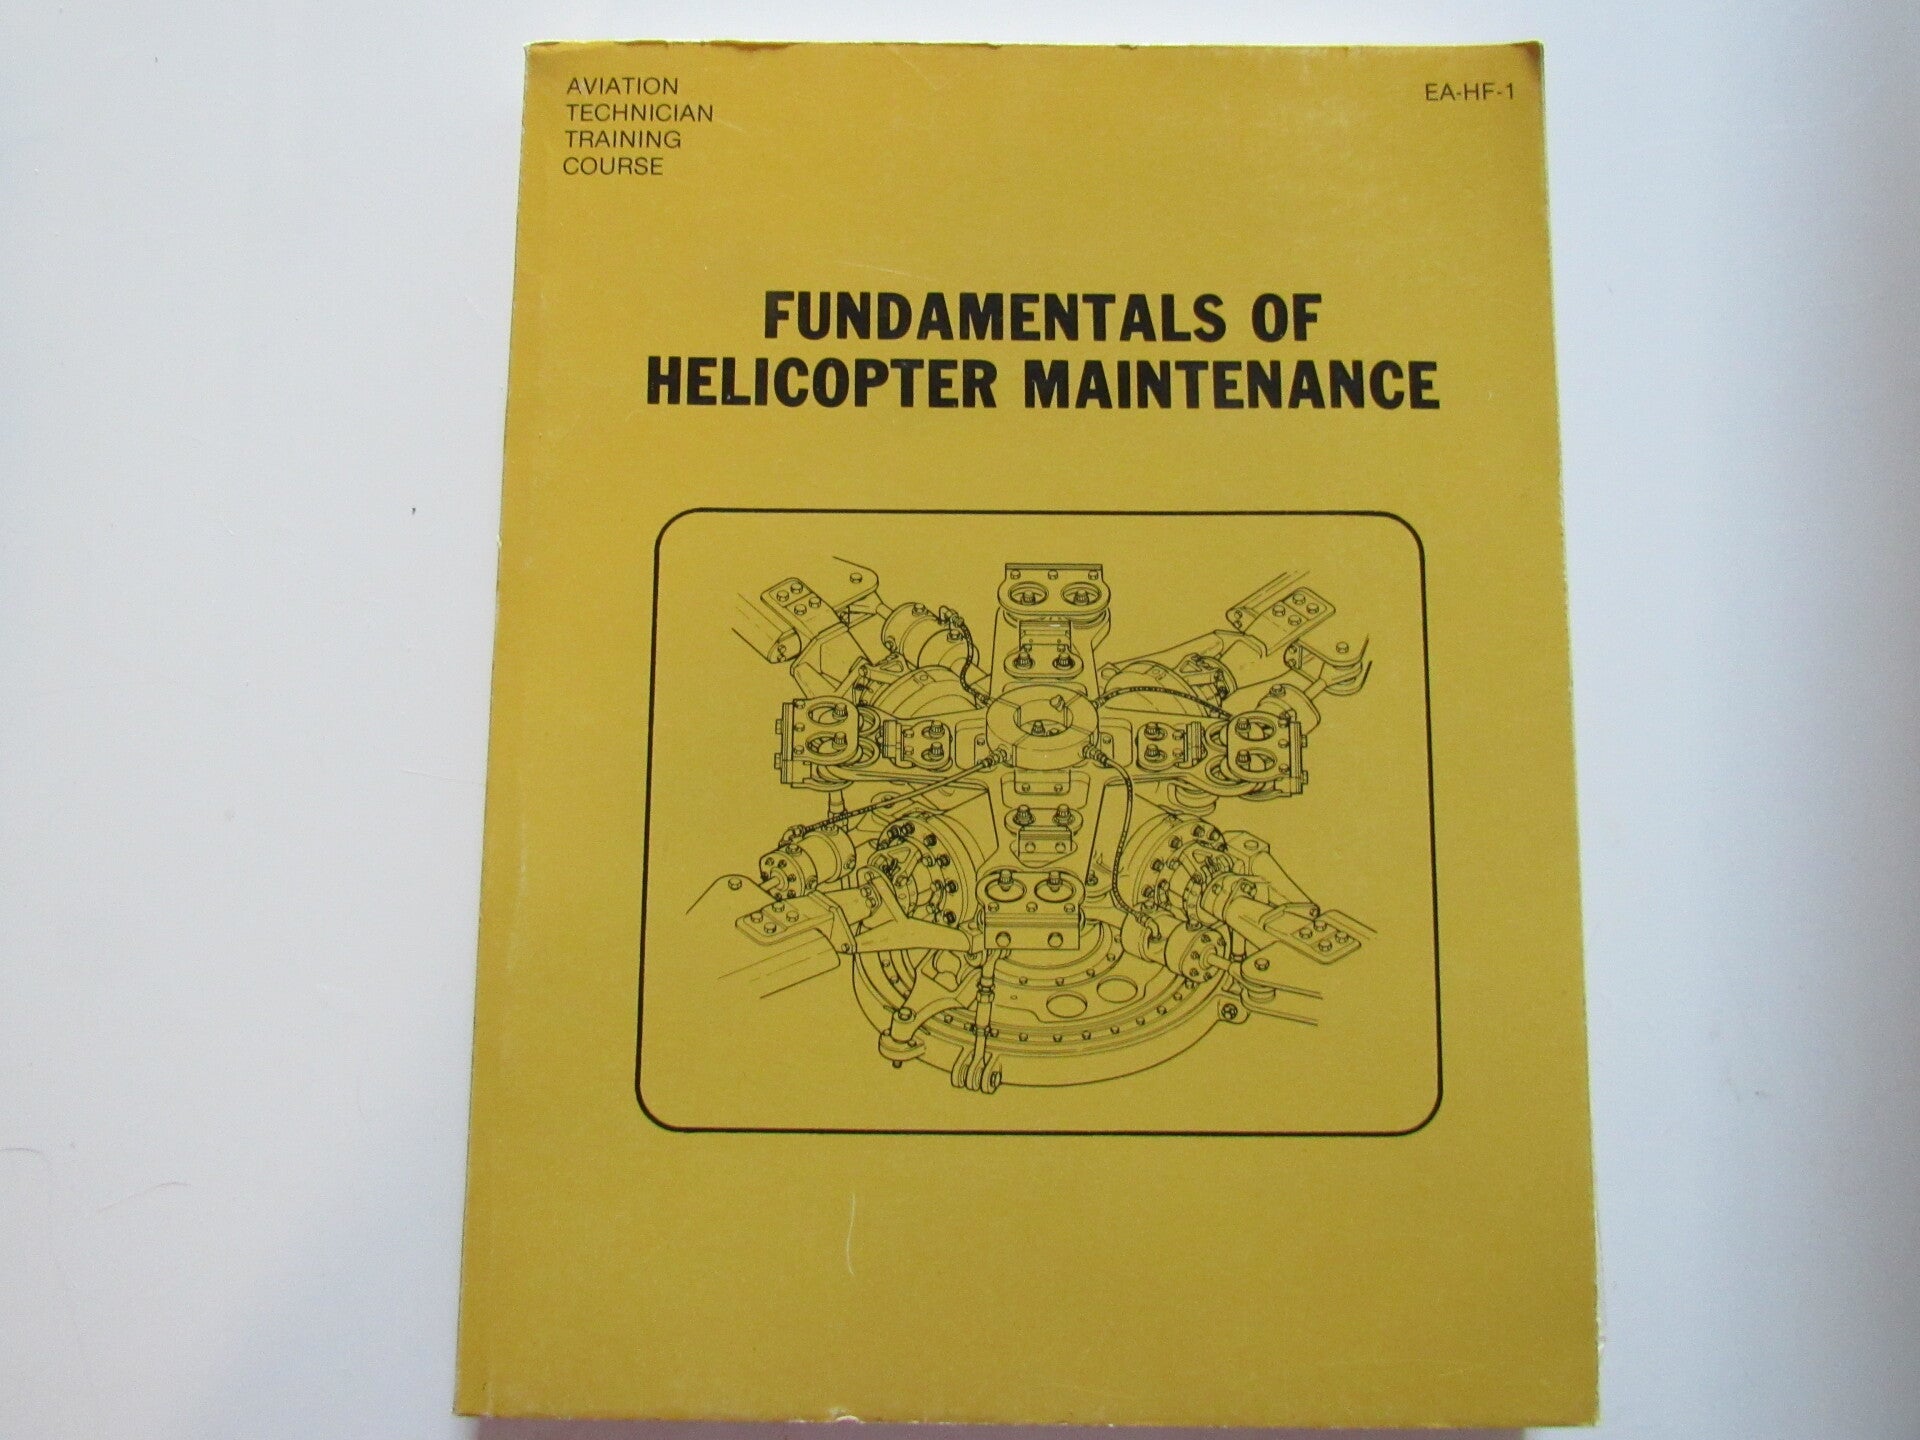 AVIATION
TECHNICIAN
TRAINING
COURSE
EA-HF-1
FUNDAMENTALS OF
HELICOPTER MAINTENANCE